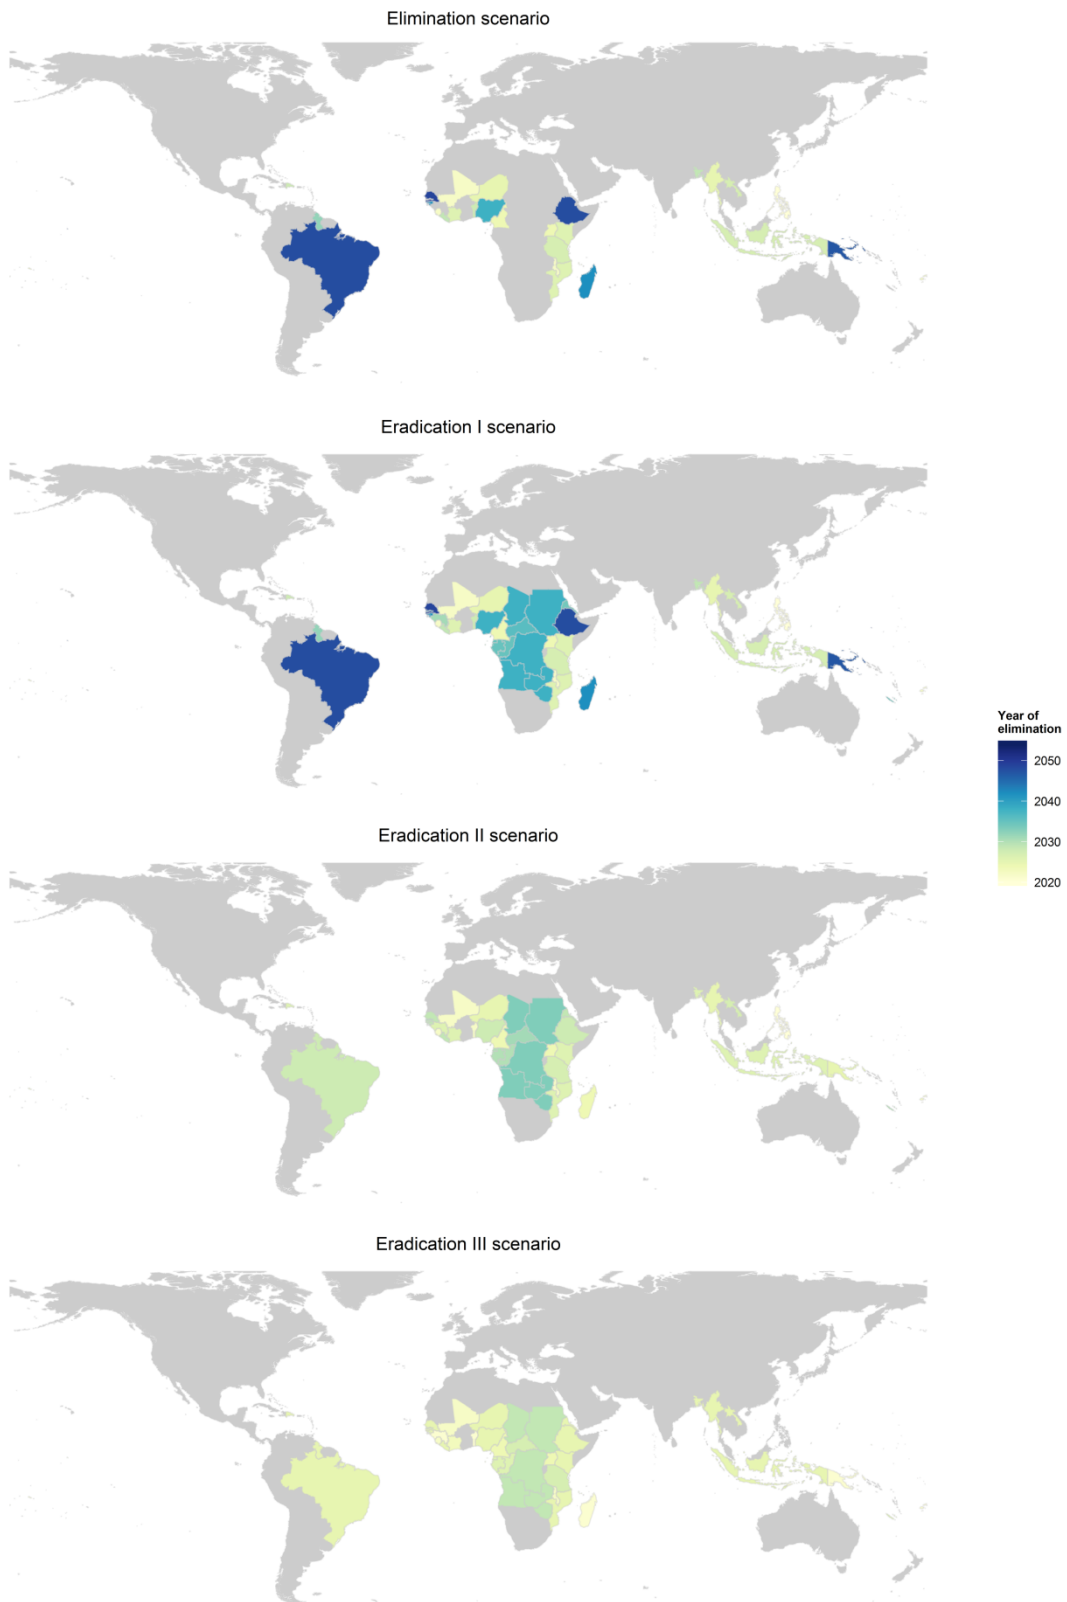 Elimination scenario
Eradication I scenario
Year of
elimination
2050
2040
2030
2020
Eradication II scenario
Eradication III scenario